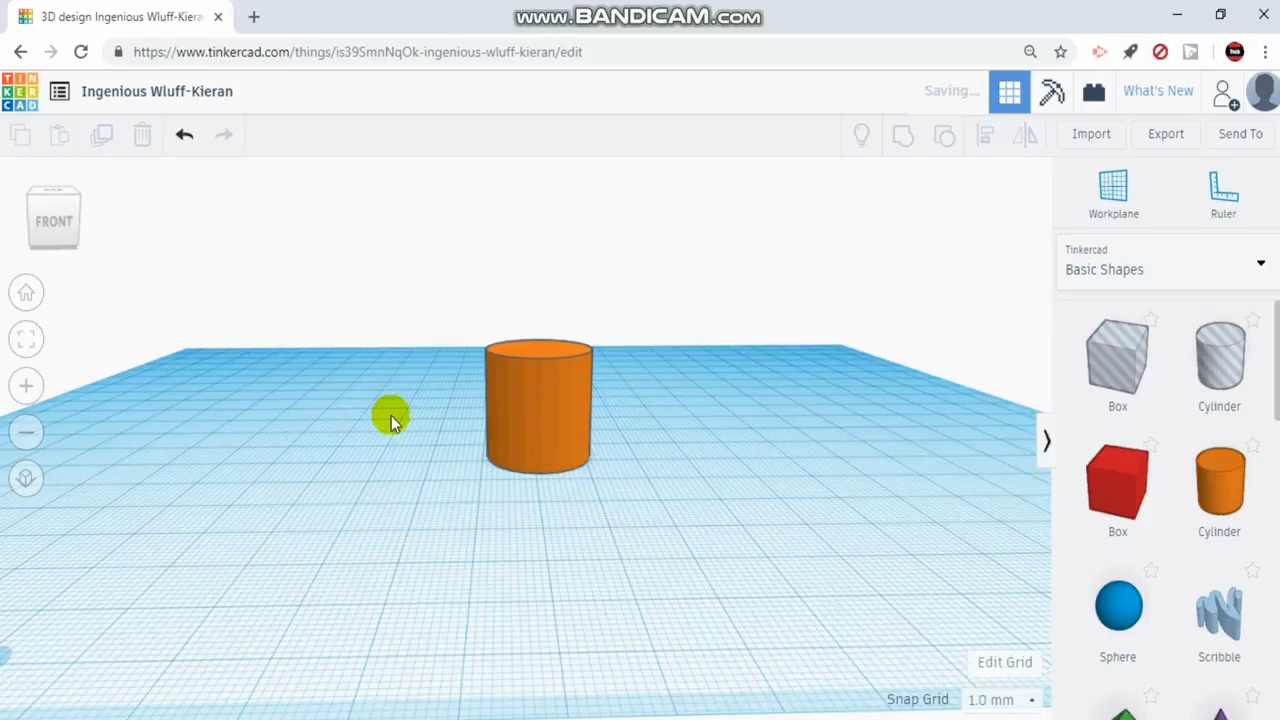 www.BANDICAM.com
3D design Ingenious Wluff-Kiera
https://www.tinkercad.com/things/is39SmnNqOk-ingenious-wluff-kieran/edit
TIN
KER
CAD
Ingenious Wluff-Kieran
Saving...
What's New
Import
Export
Send To
FRONT
Workplane
Ruler
Tinkercad
Basic Shapes
Box
Cylinder
Box
Cylinder
Sphere
Scribble
Edit Grid
Snap Grid 1.0 mm